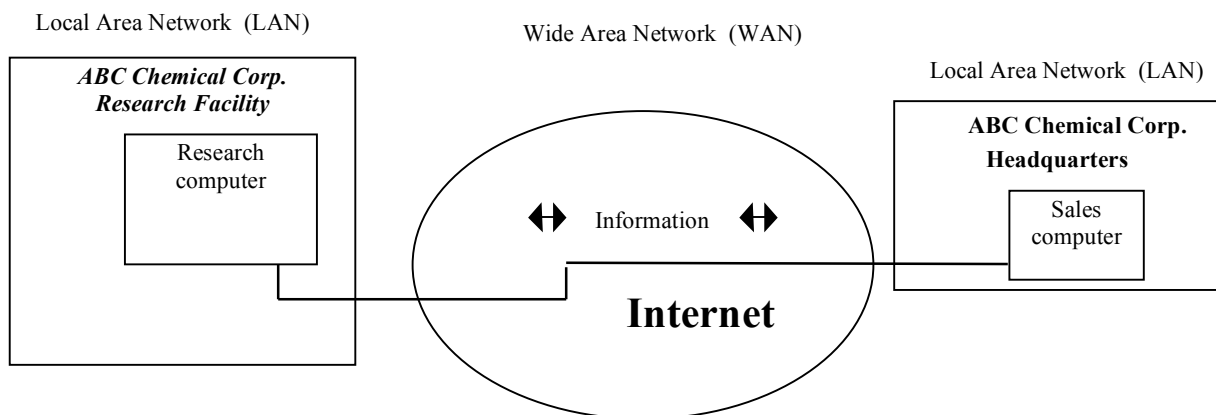 Local Area Network (LAN)
ABC Chemical Corp.
Research Facility
Research
computer
Wide Area Network (WAN)
Information
Internet
Local Area Network (LAN)
ABC Chemical Corp.
Headquarters
Sales
computer